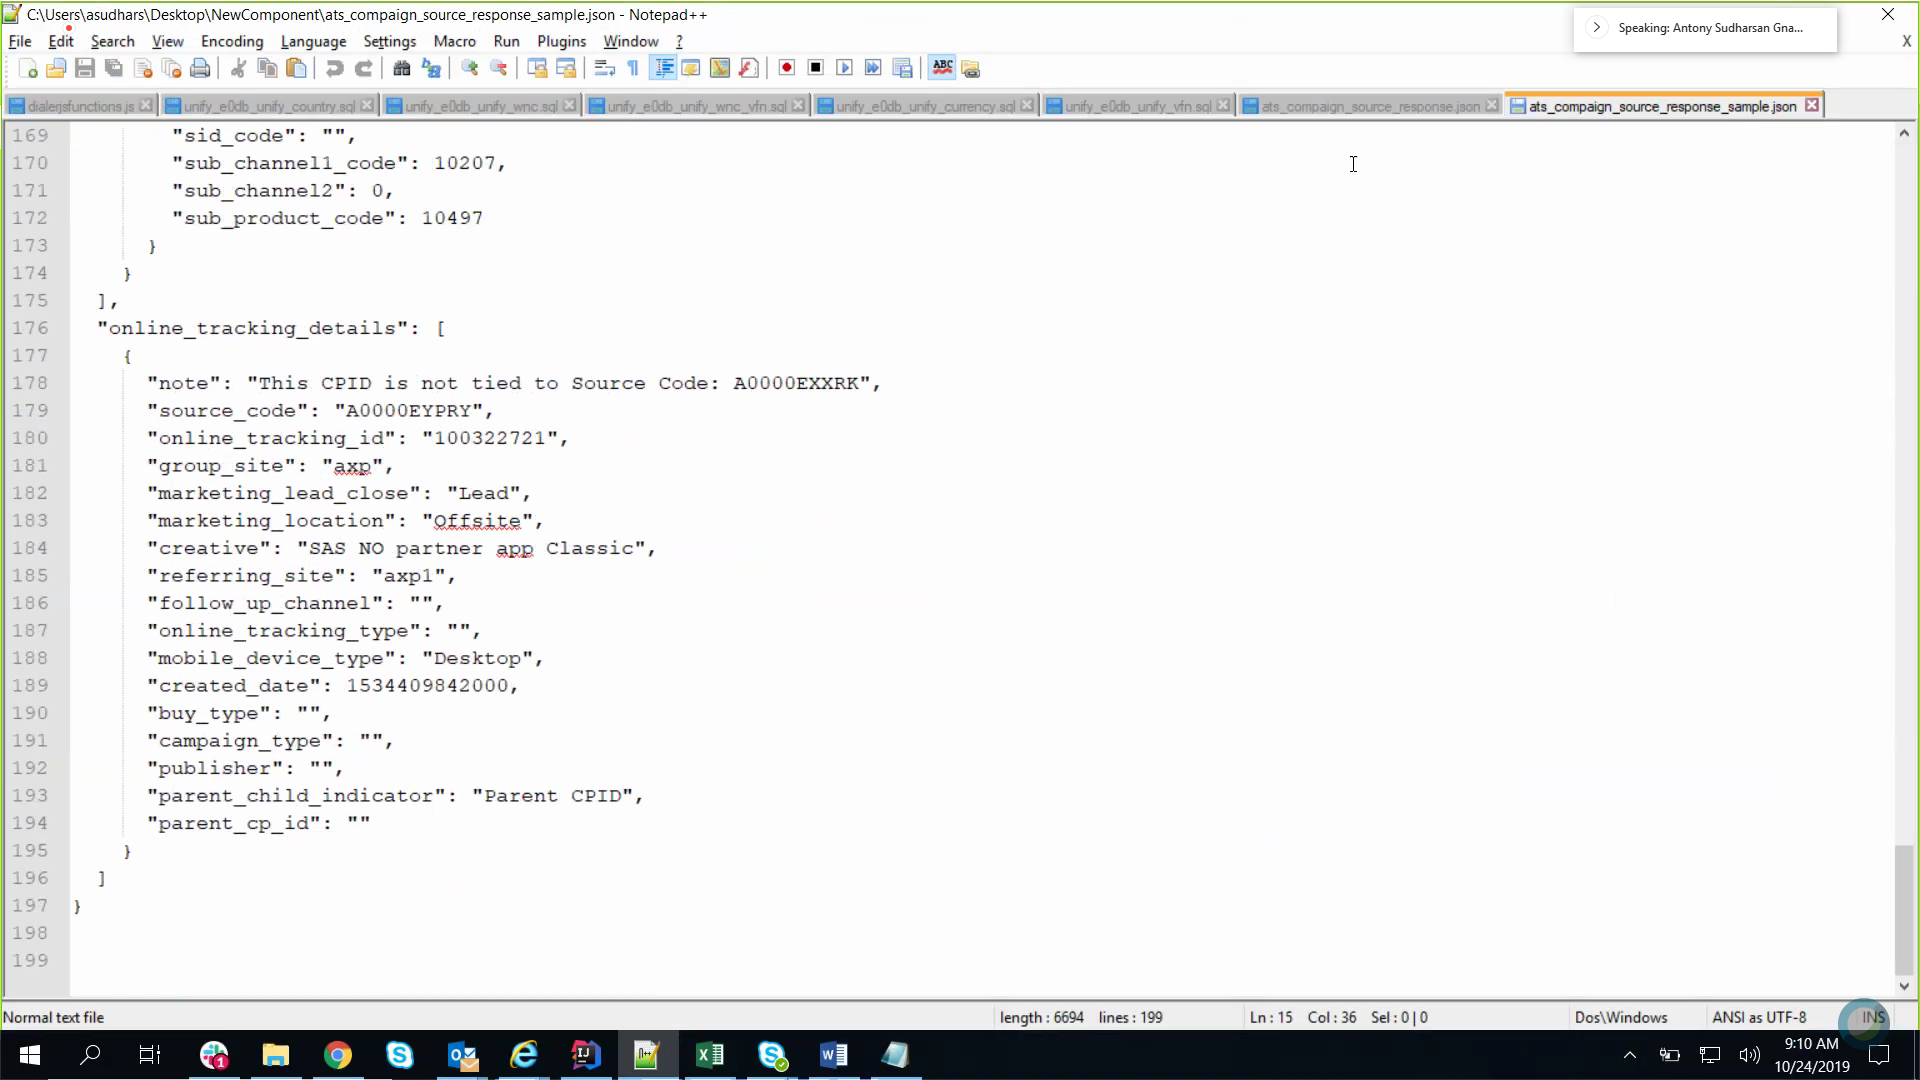 C:\Users\asudhars\Desktop\NewComponent\ats_compaign_source_response_sample.json - Notepad++
Speaking: Antony Sudharsan Gna...
File Edit Search View Encoding Language Settings Macro Run Plugins Window ? X
ABC
dialerjsfunctions.js unify_e0db_unify_country.sql unify_e0db_unify_wnc.sql unify_e0db_unify_wnc_vfn.sql unify_e0db_unify_currency.sql unify_e0db_unify_vfn.sql ats_compaign_source_response.json ats_compaign_source_response_sample.json
169 "sid_code": "",
170 "sub_channel1_code": 10207,
171 "sub_channel2": 0,
172 "sub_product_code": 10497
173 }
174 }
175 ],
176 "online_tracking_details": [
177 {
178 "note": "This CPID is not tied to Source Code: A0000EXXRK",
179 "source_code": "A0000EYPRY",
180 "online_tracking_id": "100322721",
181 "group_site": "axp",
182 "marketing_lead_close": "Lead",
183 "marketing_location": "Offsite",
184 "creative": "SAS NO partner app Classic",
185 "referring_site": "axp1",
186 "follow_up_channel": "",
187 "online_tracking_type": "",
188 "mobile_device_type": "Desktop",
189 "created_date": 1534409842000,
190 "buy_type": "",
191 "campaign_type": "",
192 "publisher": "",
193 "parent_child_indicator": "Parent CPID",
194 "parent_cp_id": ""
195 }
196 ]
197 }
198
199
Normal text file length : 6694 lines : 199 Ln : 15 Col : 36 Sel : 0 | 0 Dos\Windows ANSI as UTF-8 INS
9:10 AM
10/24/2019